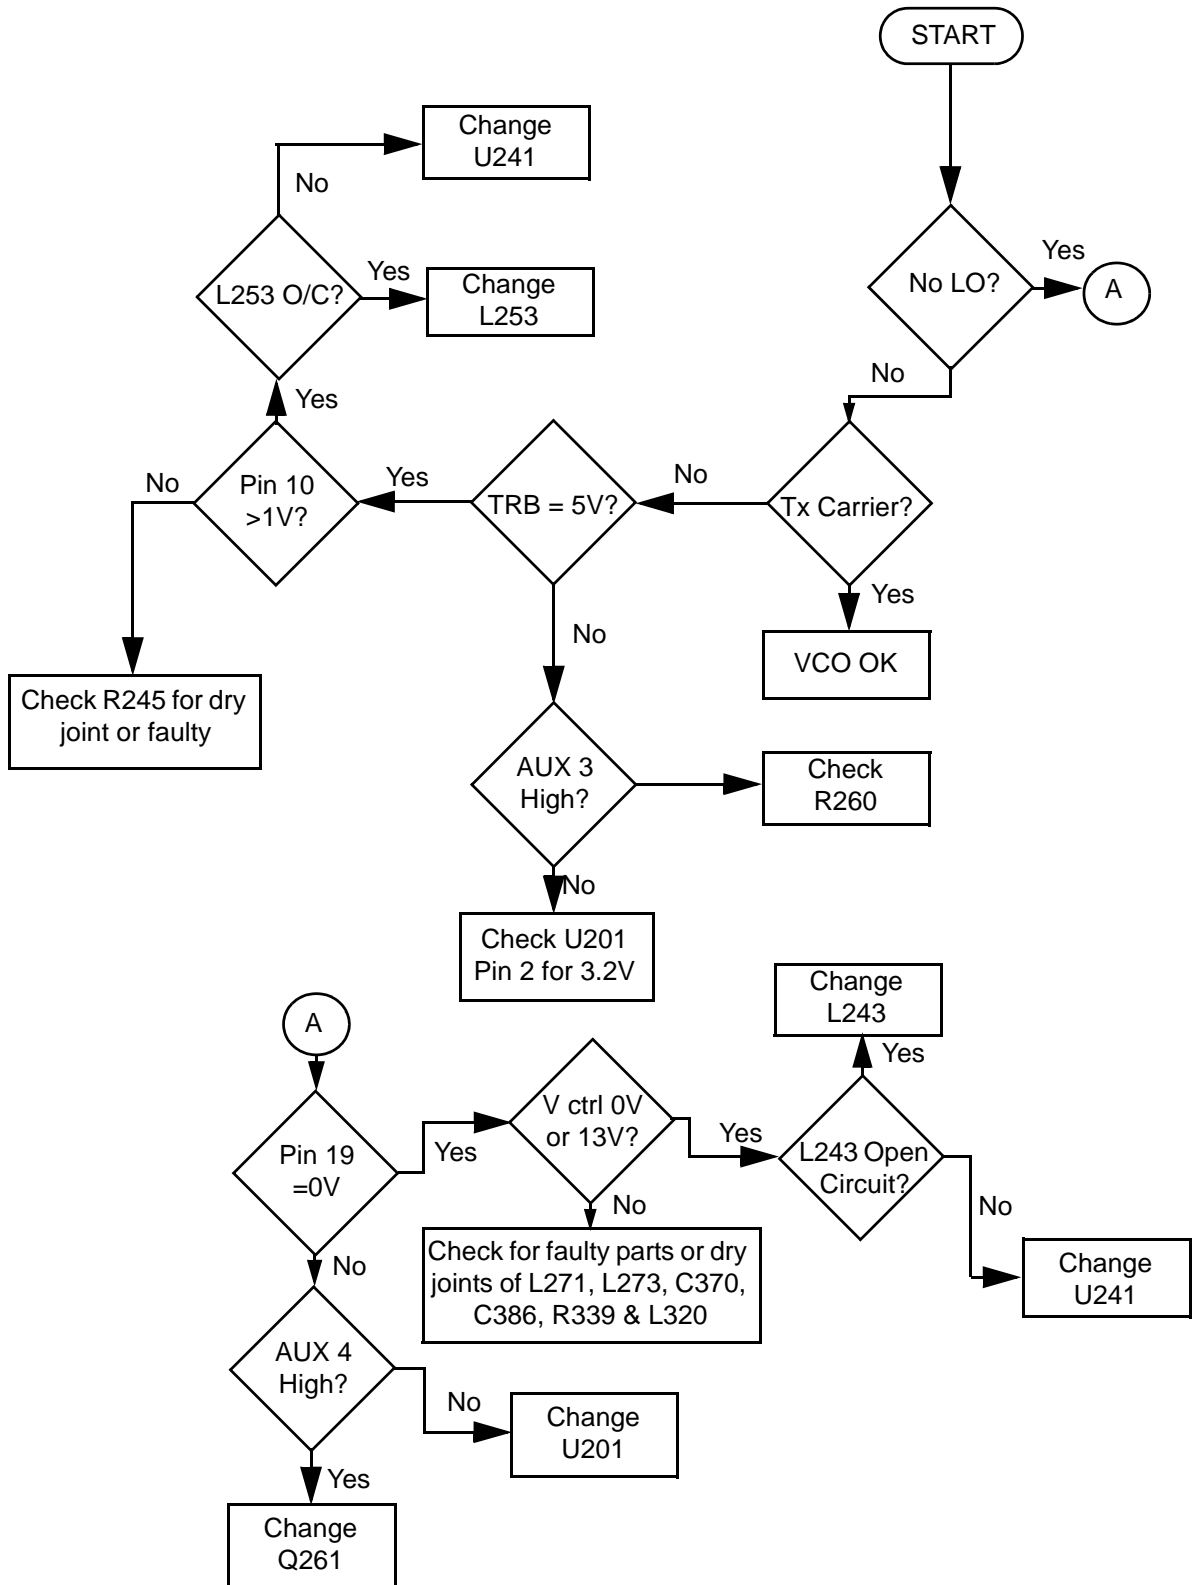 START
Change
U241
No
No LO?
Yes
A
L253 O/C?
Yes
Change
L253
No
Yes
Pin 10
>1V?
No
Yes
TRB = 5V?
No
Tx Carrier?
Yes
VCO OK
No
Check R245 for dry
joint or faulty
AUX 3
High?
Check
R260
No
Check U201
Pin 2 for 3.2V
A
Pin 19
=0V
Yes
V ctrl 0V
or 13V?
Yes
L243 Open
Circuit?
Yes
Change
L243
No
Change
U241
No
Check for faulty parts or dry
joints of L271, L273, C370,
C386, R339 & L320
No
AUX 4
High?
No
Change
U201
Yes
Change
Q261